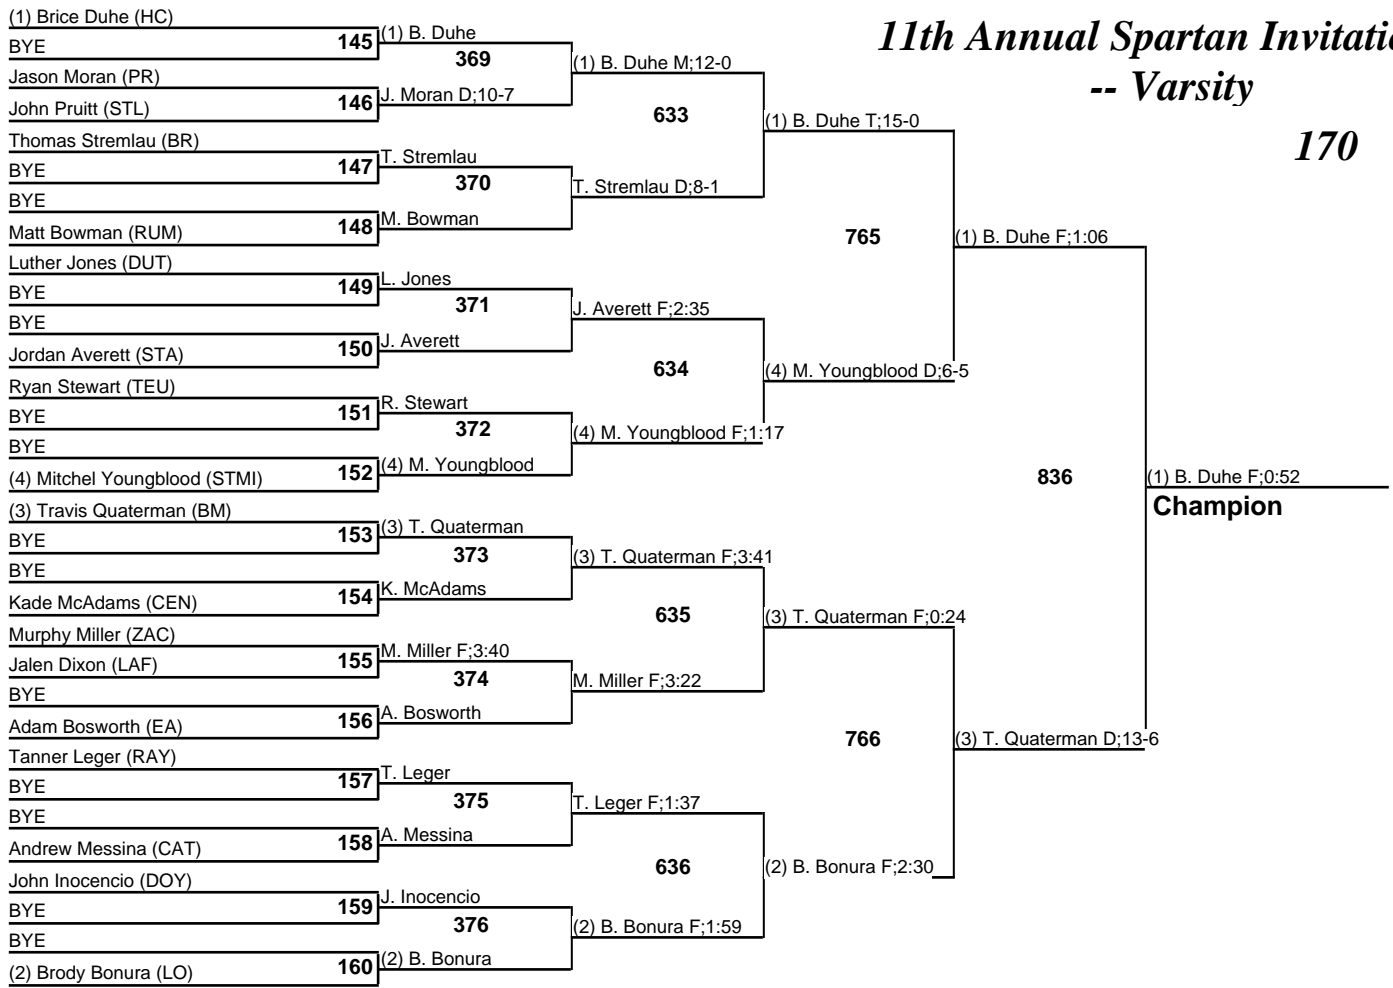 11th Annual Spartan Invitatio
-- Varsity
170
(1) Brice Duhe (HC)
BYE
Jason Moran (PR)
John Pruitt (STL)
Thomas Stremlau (BR)
BYE
BYE
Matt Bowman (RUM)
Luther Jones (DUT)
BYE
BYE
Jordan Averett (STA)
Ryan Stewart (TEU)
BYE
BYE
(4) Mitchel Youngblood (STMI)
(3) Travis Quaterman (BM)
BYE
BYE
Kade McAdams (CEN)
Murphy Miller (ZAC)
Jalen Dixon (LAF)
BYE
Adam Bosworth (EA)
Tanner Leger (RAY)
BYE
BYE
Andrew Messina (CAT)
John Inocencio (DOY)
BYE
BYE
(2) Brody Bonura (LO)
145
146
147
148
149
150
151
152
153
154
155
156
157
158
159
160
(1) B. Duhe
369
J. Moran D;10-7
T. Stremlau
370
M. Bowman
L. Jones
371
J. Averett
R. Stewart
372
(4) M. Youngblood
(3) T. Quaterman
373
K. McAdams
M. Miller F;3:40
374
A. Bosworth
T. Leger
375
A. Messina
J. Inocencio
376
(2) B. Bonura
(1) B. Duhe M;12-0
633
T. Stremlau D;8-1
J. Averett F;2:35
634
(4) M. Youngblood F;1:17
(3) T. Quaterman F;3:41
635
M. Miller F;3:22
T. Leger F;1:37
636
(2) B. Bonura F;1:59
(1) B. Duhe T;15-0
765
(4) M. Youngblood D;6-5
(3) T. Quaterman F;0:24
766
(2) B. Bonura F;2:30
(1) B. Duhe F;1:06
836
(3) T. Quaterman D;13-6
(1) B. Duhe F;0:52
Champion